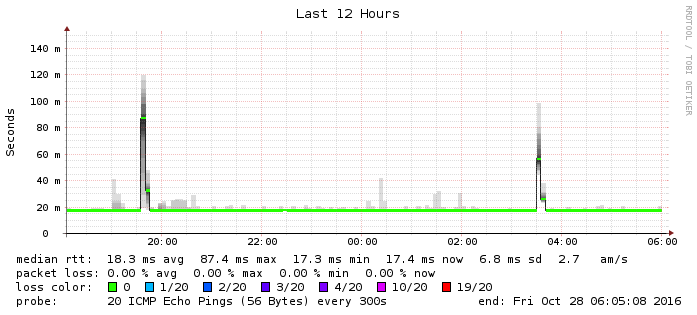 Last 12 Hours
RRDTOOL / TOBI OETIKER
Seconds
140 m
120 m
100 m
80 m
60 m
40 m
20 m
0
20:00 22:00 00:00 02:00 04:00 06:00
median rtt: 18.3 ms avg 87.4 ms max 17.3 ms min 17.4 ms now 6.8 ms sd 2.7 am/s
packet loss: 0.00 % avg 0.00 % max 0.00 % min 0.00 % now
loss color: 0 1/20 2/20 3/20 4/20 10/20 19/20
probe: 20 ICMP Echo Pings (56 Bytes) every 300s end: Fri Oct 28 06:05:08 2016